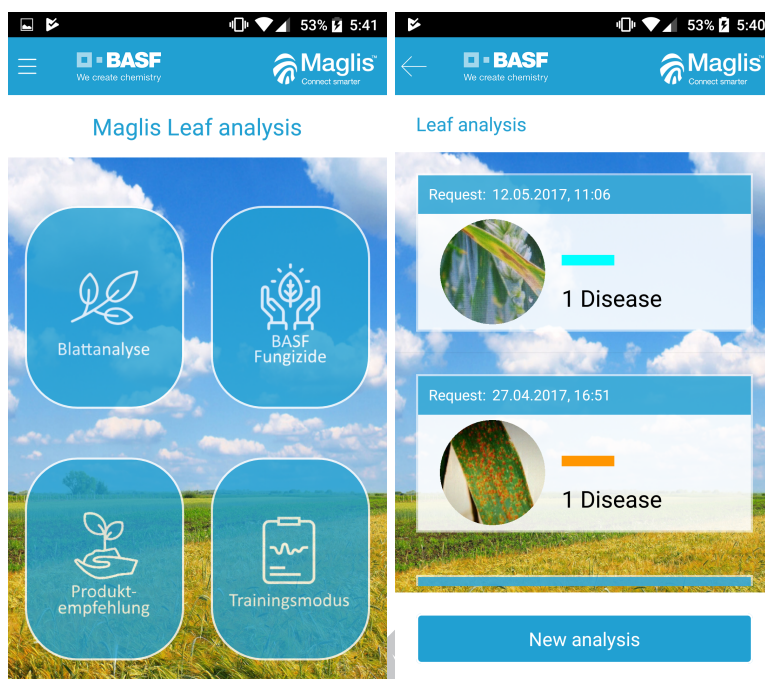 53% 5:41
BASF
We create chemistry
Maglis™
Connect smarter
Maglis Leaf analysis
Blattanalyse
BASF
Fungizide
Produkt-
empfehlung
Trainingsmodus
53% 5:40
BASF
We create chemistry
Maglis™
Connect smarter
Leaf analysis
Request: 12.05.2017, 11:06
1 Disease
Request: 27.04.2017, 16:51
1 Disease
New analysis